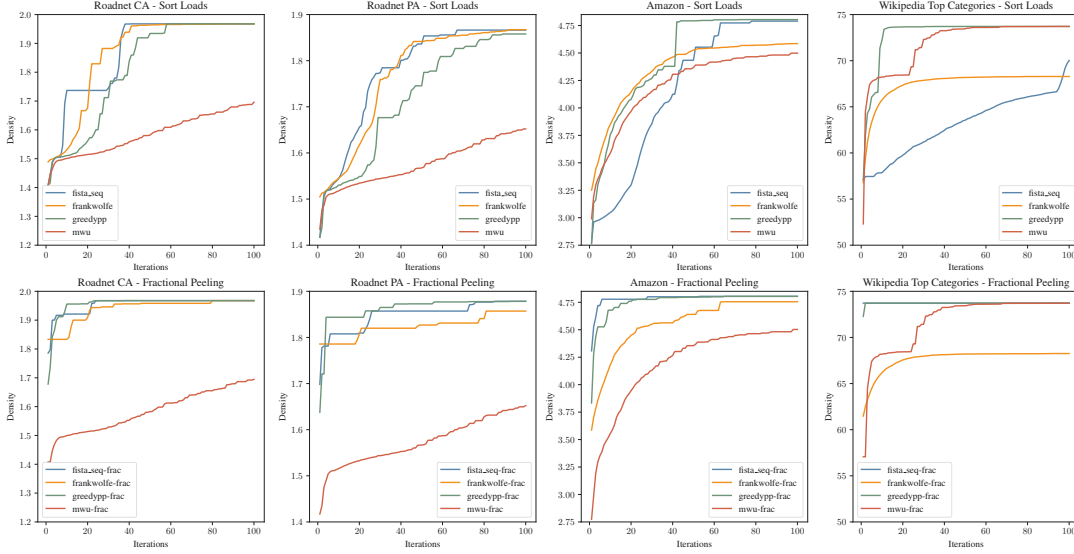 Roadnet CA - Sort Loads
2.0
1.9
1.8
1.7
1.6
1.5
1.4
1.3
1.2
Density
0 20 40 60 80 100
Iterations
fista_seq
frankwolfe
greedypp
mwu
Roadnet PA - Sort Loads
1.9
1.8
1.7
1.6
1.5
1.4
Density
0 20 40 60 80 100
Iterations
fista_seq
frankwolfe
greedypp
mwu
Amazon - Sort Loads
4.75
4.50
4.25
4.00
3.75
3.50
3.25
3.00
2.75
Density
0 20 40 60 80 100
Iterations
fista_seq
frankwolfe
greedypp
mwu
Wikipedia Top Categories - Sort Loads
75
70
65
60
55
50
Density
0 20 40 60 80 100
Iterations
fista_seq
frankwolfe
greedypp
mwu
Roadnet CA - Fractional Peeling
2.0
1.9
1.8
1.7
1.6
1.5
1.4
1.3
1.2
Density
0 20 40 60 80 100
Iterations
fista_seq-frac
frankwolfe-frac
greedypp-frac
mwu-frac
Roadnet PA - Fractional Peeling
1.9
1.8
1.7
1.6
1.5
1.4
Density
0 20 40 60 80 100
Iterations
fista_seq-frac
frankwolfe-frac
greedypp-frac
mwu-frac
Amazon - Fractional Peeling
4.75
4.50
4.25
4.00
3.75
3.50
3.25
3.00
2.75
Density
0 20 40 60 80 100
Iterations
fista_seq-frac
frankwolfe-frac
greedypp-frac
mwu-frac
Wikipedia Top Categories - Fractional Peeling
75
70
65
60
55
50
Density
0 20 40 60 80 100
Iterations
fista_seq-frac
frankwolfe-frac
greedypp-frac
mwu-frac